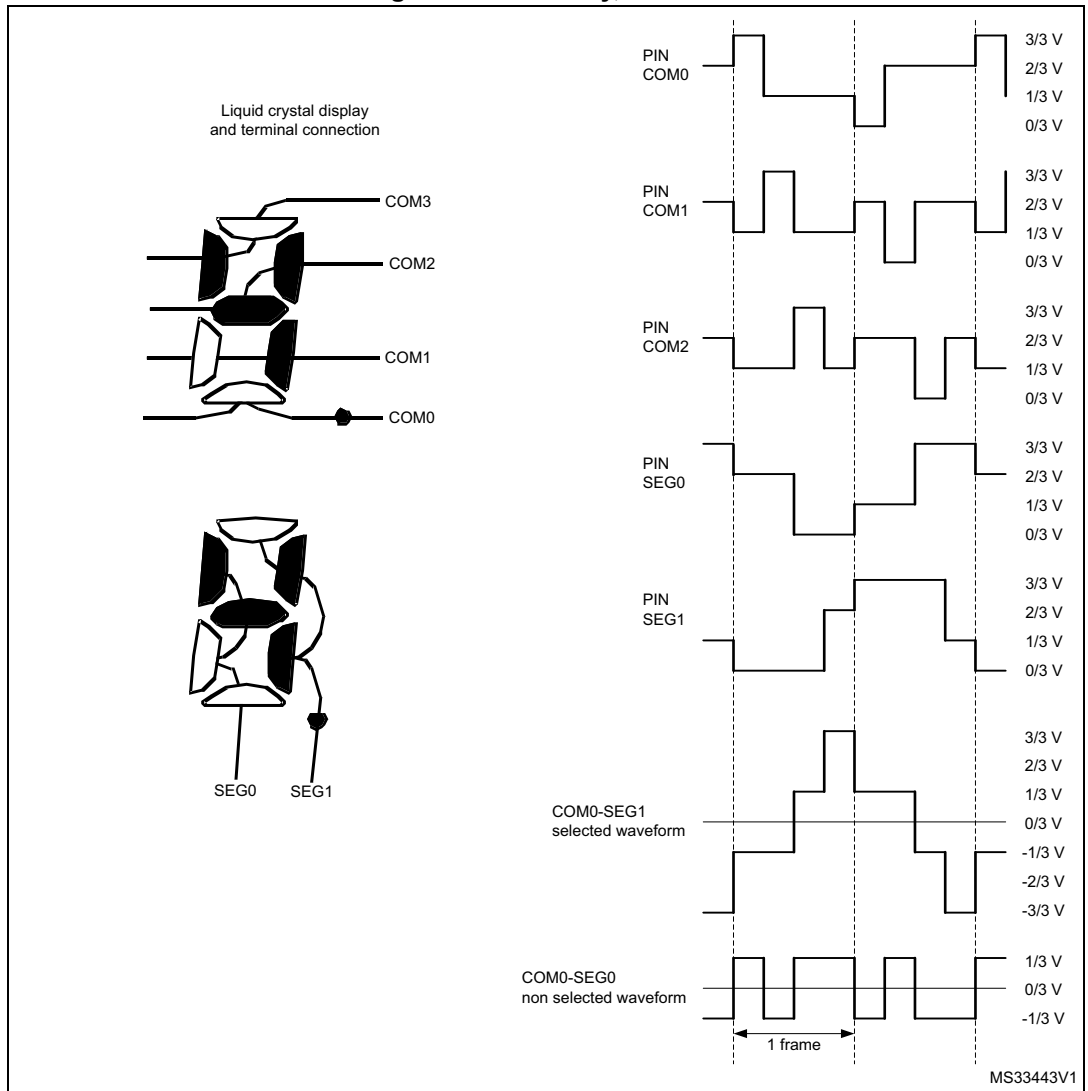 Liquid crystal display
and terminal connection
COM3
COM2
COM1
COM0
SEG0 SEG1
PIN
COM0
3/3 V
2/3 V
1/3 V
0/3 V
PIN
COM1
3/3 V
2/3 V
1/3 V
0/3 V
PIN
COM2
3/3 V
2/3 V
1/3 V
0/3 V
PIN
SEG0
3/3 V
2/3 V
1/3 V
0/3 V
PIN
SEG1
3/3 V
2/3 V
1/3 V
0/3 V
COM0-SEG1
selected waveform
3/3 V
2/3 V
1/3 V
0/3 V
-1/3 V
-2/3 V
-3/3 V
COM0-SEG0
non selected waveform
1/3 V
0/3 V
-1/3 V
1 frame
MS33443V1